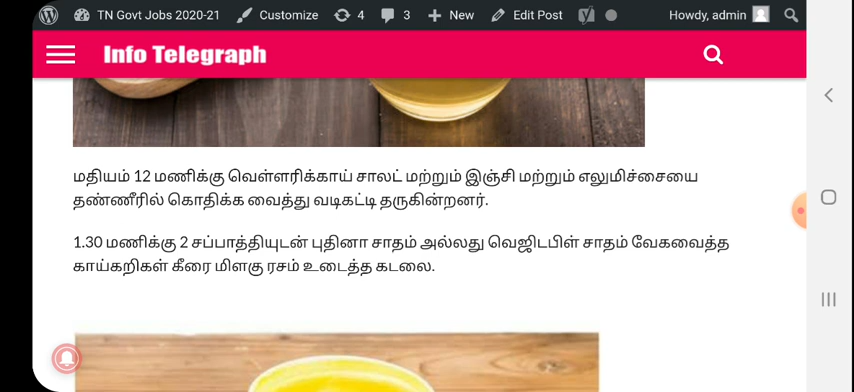 TN Govt Jobs 2020-21 Customize 4 3 New Edit Post Howdy, admin
Info Telegraph
மதியம் 12 மணிக்கு வெள்ளரிக்காய் சாலட் மற்றும் இஞ்சி மற்றும் எலுமிச்சையை
தண்ணீரில் கொதிக்க வைத்து வடிகட்டி தருகின்றனர்.
1.30 மணிக்கு 2 சப்பாத்தியுடன் புதினா சாதம் அல்லது வெஜிடபிள் சாதம் வேகவைத்த
காய்கறிகள் கீரை மிளகு ரசம் உடைத்த கடலை.